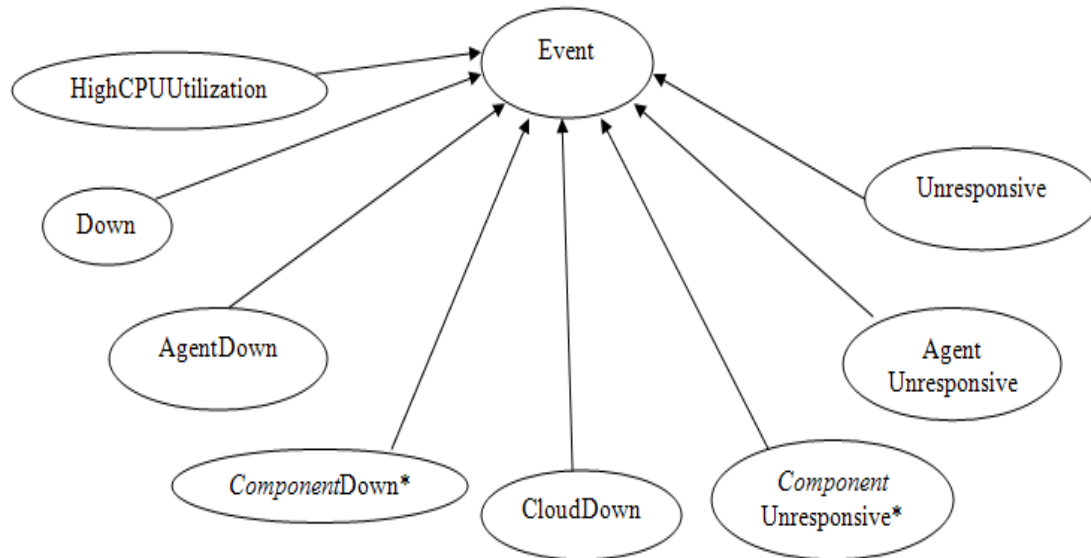 Event
HighCPUUtilization
Unresponsive
Down
AgentDown
Agent
Unresponsive
ComponentDown*
CloudDown
Component
Unresponsive*